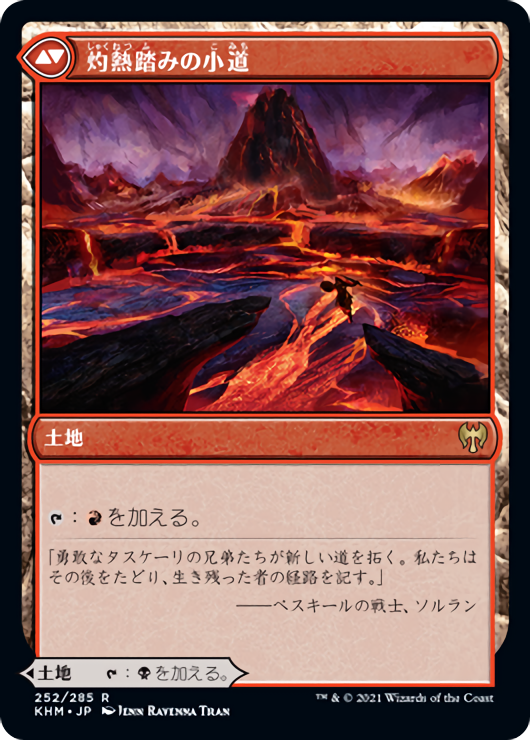 灼熱踏みの小道
土地
：を加える。
「勇敢なタスケーリの兄弟たちが新しい道を拓く。私たちは
その後をたどり、生き残った者の経路を記す。」
――ベスキールの戦士、ソルラン
土地 ：を加える。
252/285 R
KHM • JP Jenn Ravenna Tran
™ & © 2021 Wizards of the Coast